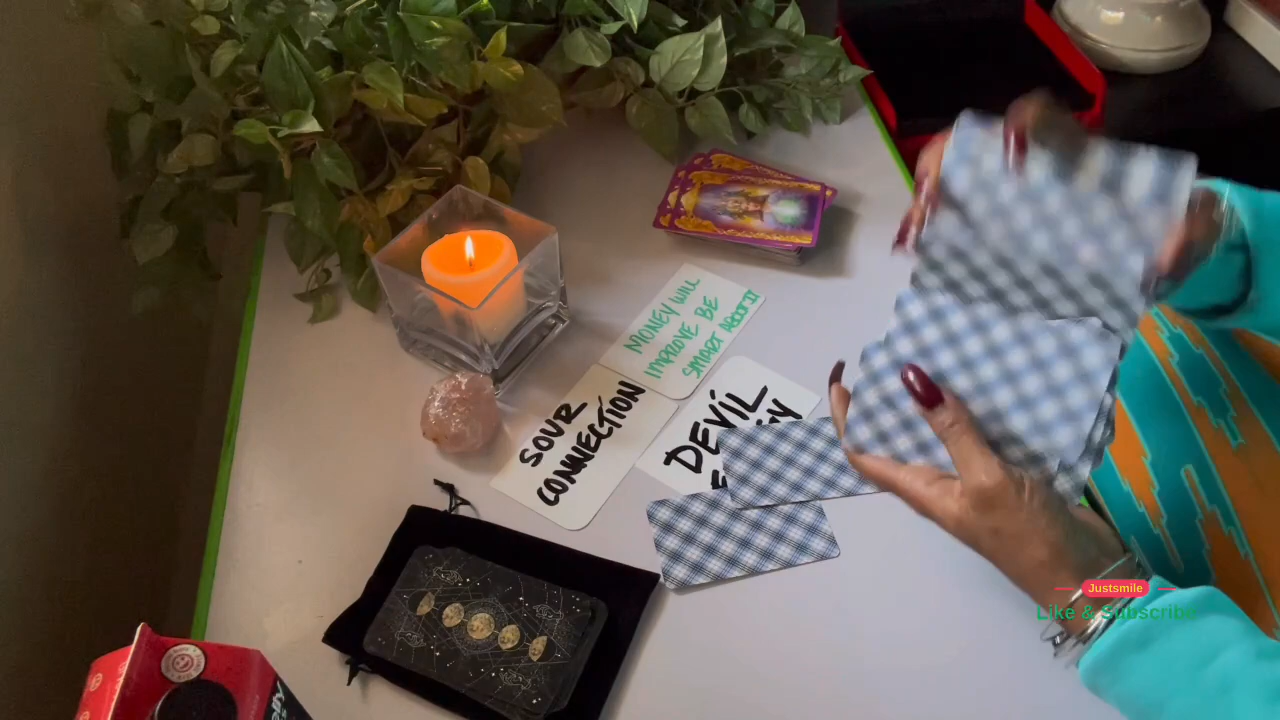 MONEY WILL
IMPROVE BE
SMART ABOUT IT
SOUR
CONNECTION
DEVIL
Justsmile
Like & Subscribe